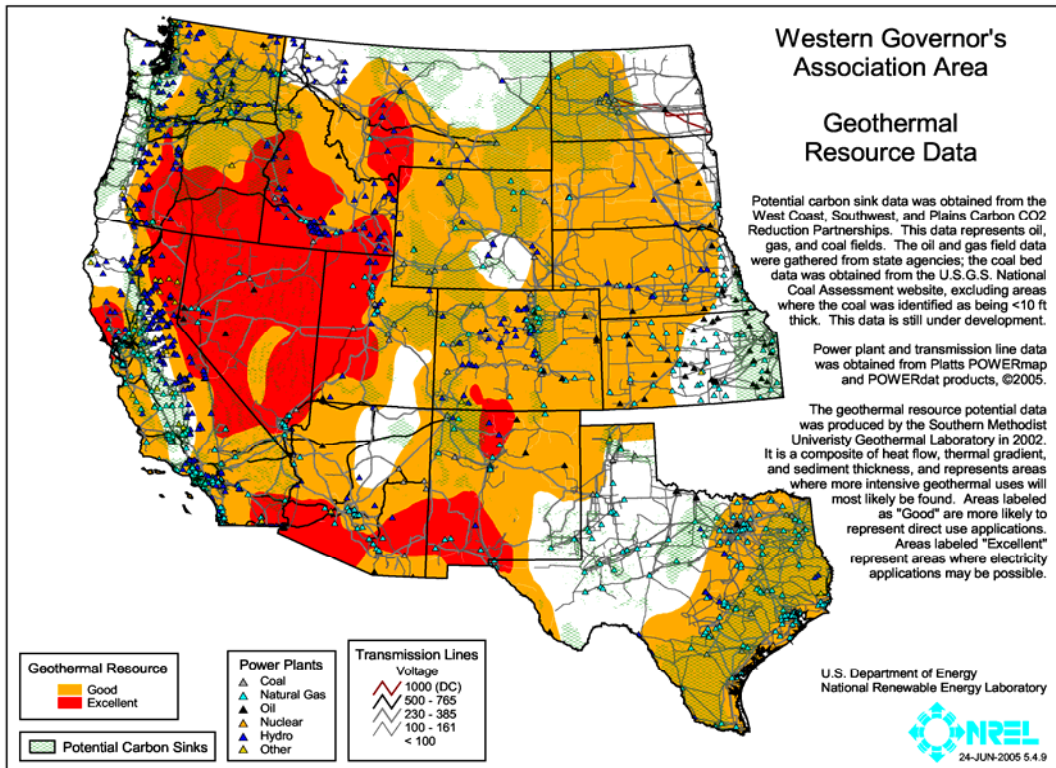 Western Governor's
Association Area
Geothermal
Resource Data
Potential carbon sink data was obtained from the
West Coast, Southwest, and Plains Carbon CO2
Reduction Partnerships. This data represents oil,
gas, and coal fields. The oil and gas field data
were gathered from state agencies; the coal bed
data was obtained from the U.S.G.S. National
Coal Assessment website, excluding areas
where the coal was identified as being <10 ft
thick. This data is still under development.
Power plant and transmission line data
was obtained from Platts POWERmap
and POWERdat products, ©2005.
The geothermal resource potential data
was produced by the Southern Methodist
Univeristy Geothermal Laboratory in 2002.
It is a composite of heat flow, thermal gradient,
and sediment thickness, and represents areas
where more intensive geothermal uses will
most likely be found. Areas labeled
as "Good" are more likely to
represent direct use applications.
Areas labeled "Excellent"
represent areas where electricity
applications may be possible.
Geothermal Resource
Good
Excellent
Potential Carbon Sinks
Power Plants
Coal
Natural Gas
Oil
Nuclear
Hydro
Other
Transmission Lines
Voltage
1000 (DC)
500 - 765
230 - 385
100 - 161
< 100
U.S. Department of Energy
National Renewable Energy Laboratory
NREL
24-JUN-2005 5.4.9